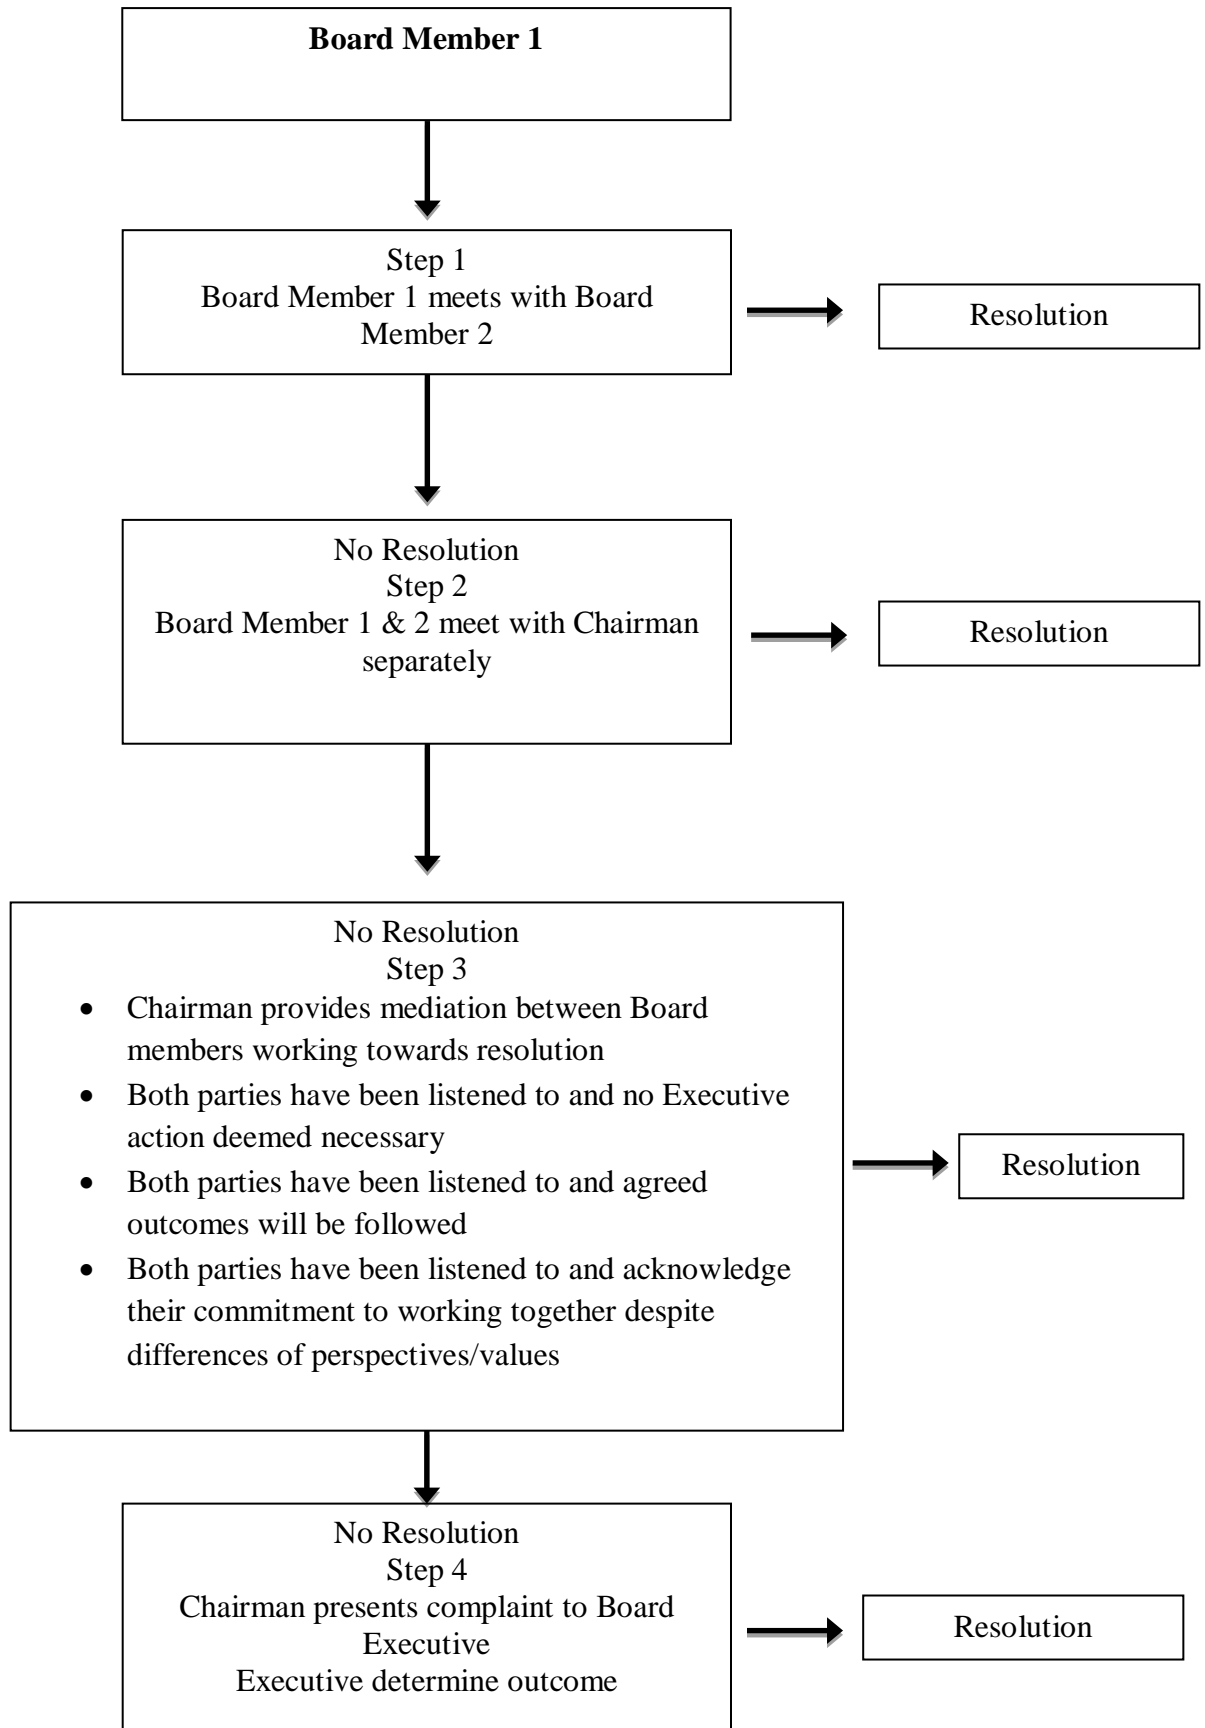 Board Member 1
Step 1
Board Member 1 meets with Board
Member 2
Resolution
No Resolution
Step 2
Board Member 1 & 2 meet with Chairman
separately
Resolution
No Resolution
Step 3
• Chairman provides mediation between Board
members working towards resolution
• Both parties have been listened to and no Executive
action deemed necessary
• Both parties have been listened to and agreed
outcomes will be followed
• Both parties have been listened to and acknowledge
their commitment to working together despite
differences of perspectives/values
Resolution
No Resolution
Step 4
Chairman presents complaint to Board
Executive
Executive determine outcome
Resolution